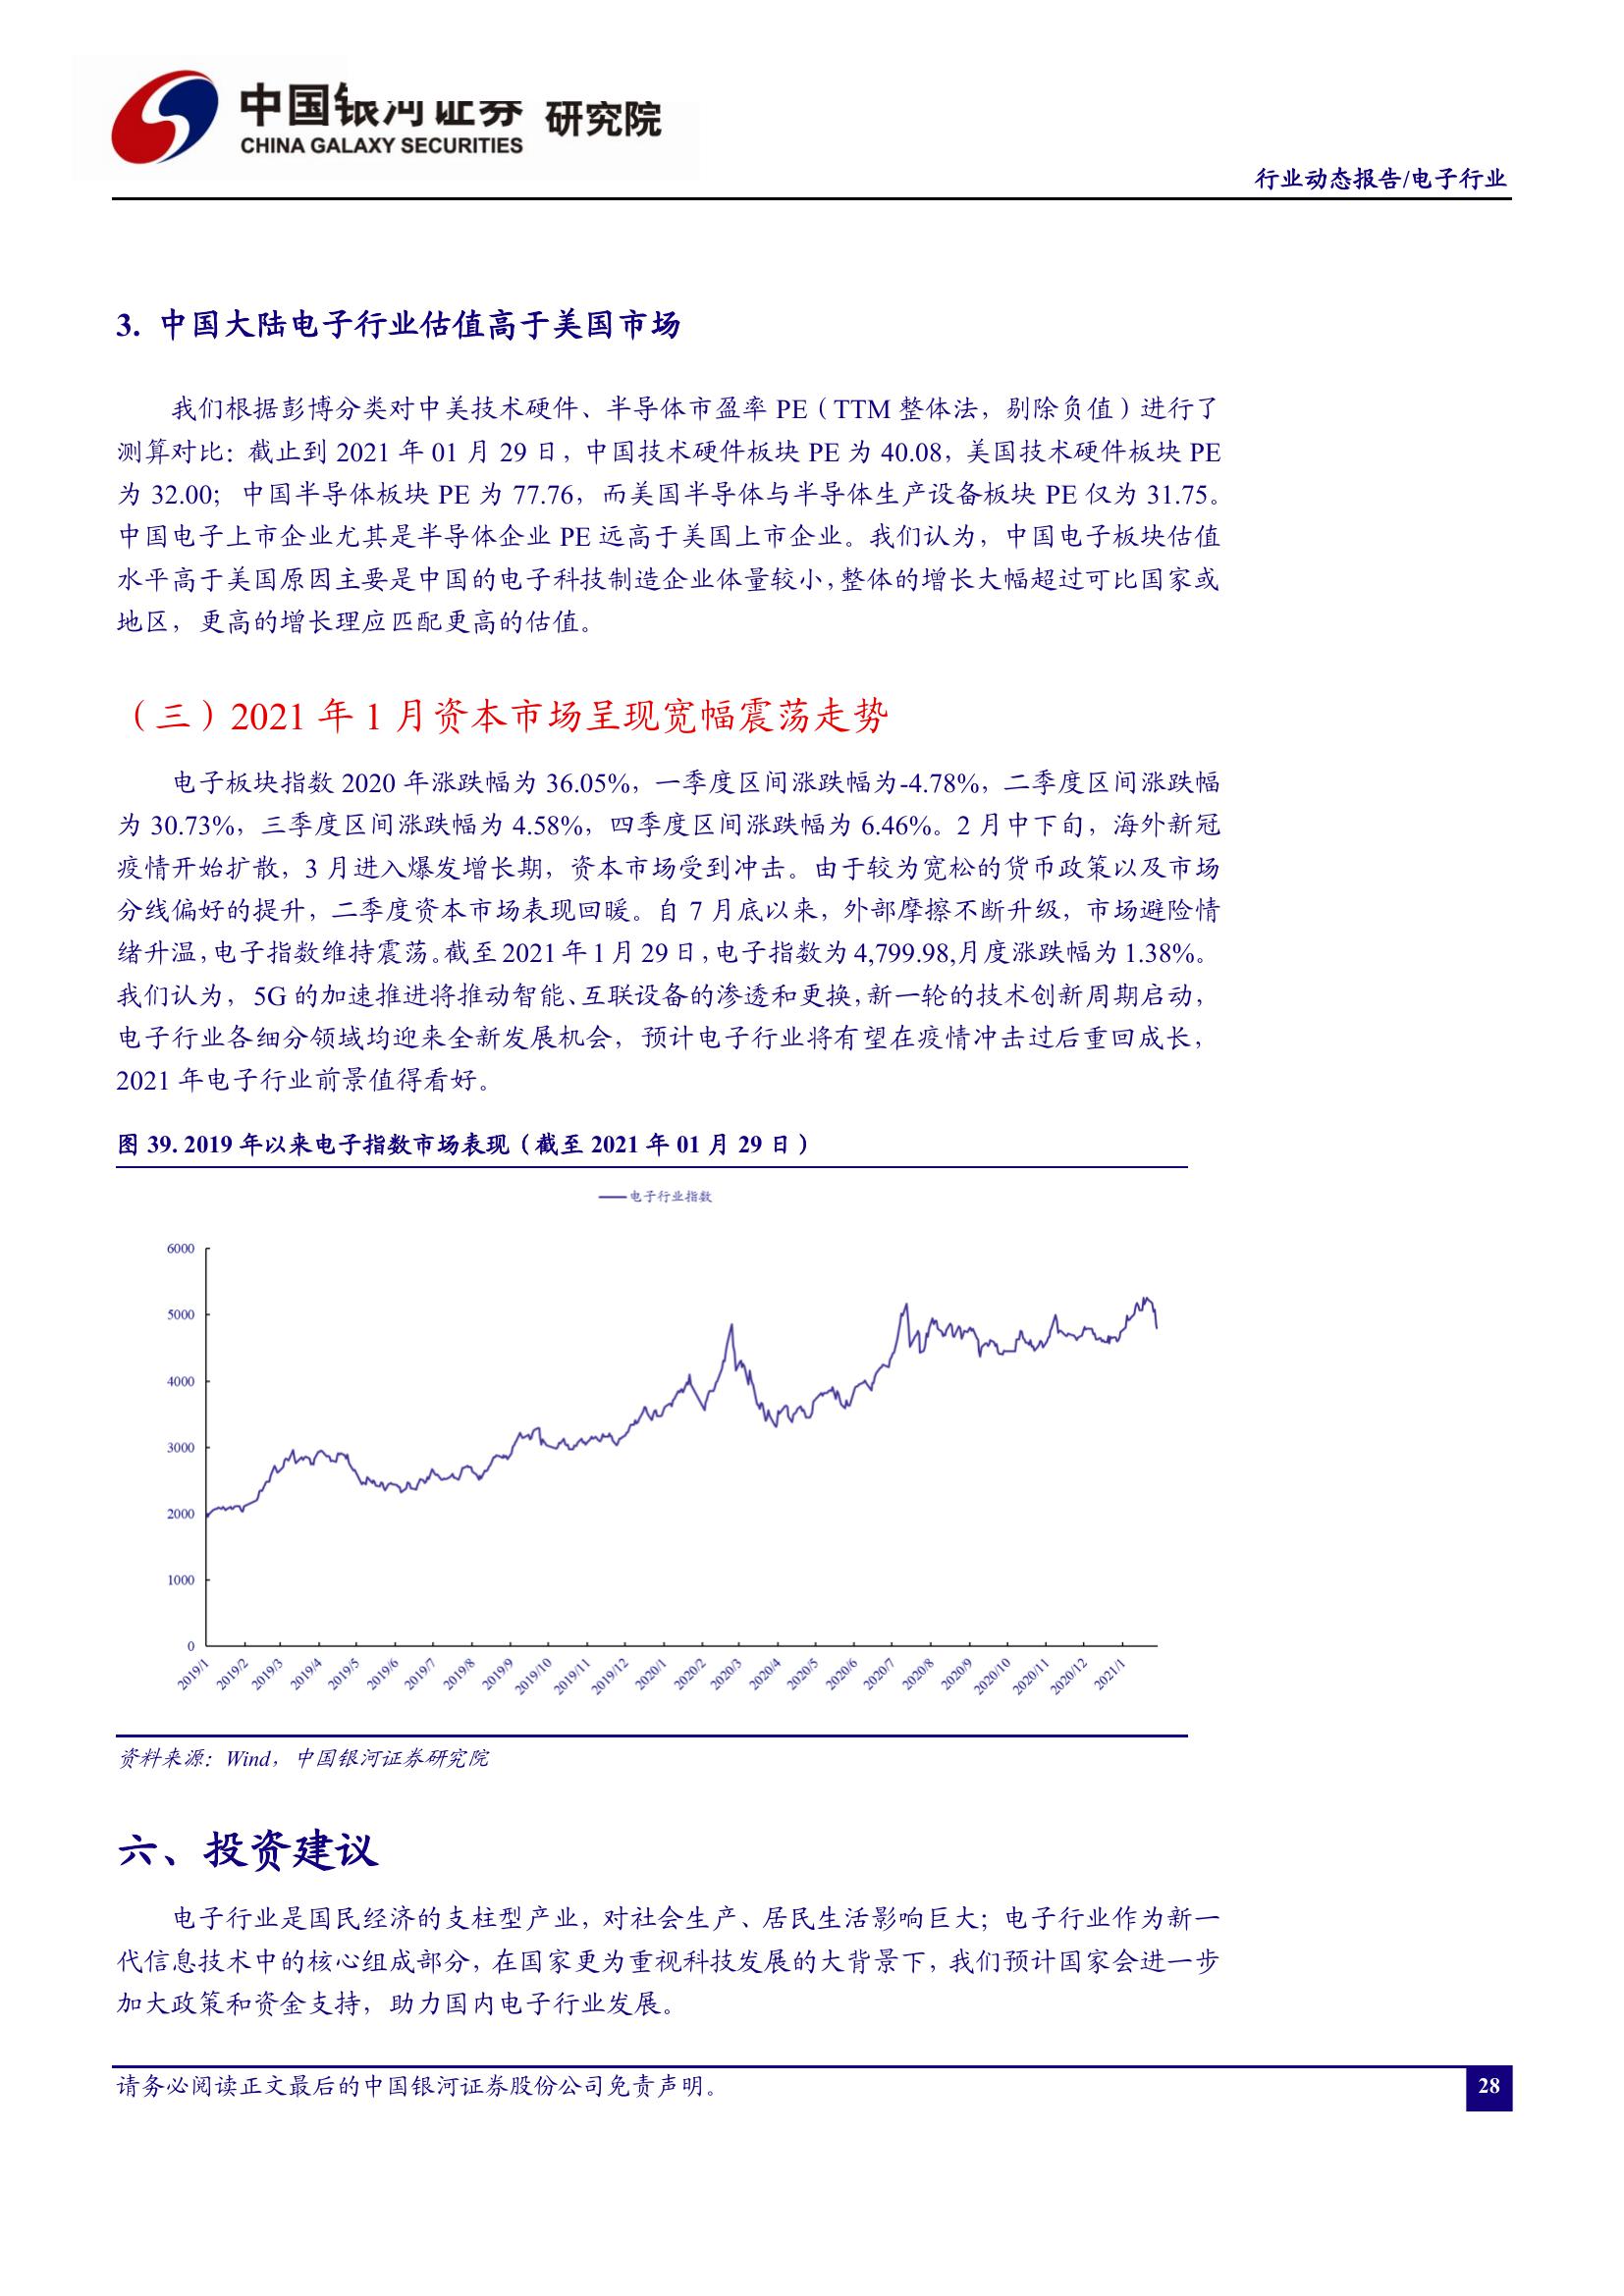 中国银河证券 研究院
CHINA GALAXY SECURITIES
行业动态报告/电子行业
3. 中国大陆电子行业估值高于美国市场
我们根据彭博分类对中美技术硬件、半导体市盈率 PE（TTM 整体法，剔除负值）进行了
测算对比：截止到 2021 年 01 月 29 日，中国技术硬件板块 PE 为 40.08，美国技术硬件板块 PE
为 32.00；中国半导体板块 PE 为 77.76，而美国半导体与半导体生产设备板块 PE 仅为 31.75。
中国电子上市企业尤其是半导体企业 PE 远高于美国上市企业。我们认为，中国电子板块估值
水平高于美国原因主要是中国的电子科技制造企业体量较小，整体的增长大幅超过可比国家或
地区，更高的增长理应匹配更高的估值。
（三）2021 年 1 月资本市场呈现宽幅震荡走势
电子板块指数 2020 年涨跌幅为 36.05%，一季度区间涨跌幅为-4.78%，二季度区间涨跌幅
为 30.73%，三季度区间涨跌幅为 4.58%，四季度区间涨跌幅为 6.46%。2 月中下旬，海外新冠
疫情开始扩散，3 月进入爆发增长期，资本市场受到冲击。由于较为宽松的货币政策以及市场
分线偏好的提升，二季度资本市场表现回暖。自 7 月底以来，外部摩擦不断升级，市场避险情
绪升温，电子指数维持震荡。截至 2021 年 1 月 29 日，电子指数为 4,799.98,月度涨跌幅为 1.38%。
我们认为，5G 的加速推进将推动智能、互联设备的渗透和更换，新一轮的技术创新周期启动，
电子行业各细分领域均迎来全新发展机会，预计电子行业将有望在疫情冲击过后重回成长，
2021 年电子行业前景值得看好。
图 39. 2019 年以来电子指数市场表现（截至 2021 年 01 月 29 日）
电子行业指数
6000
5000
4000
3000
2000
1000
0
2019/1 2019/2 2019/3 2019/4 2019/5 2019/6 2019/7 2019/8 2019/9 2019/10 2019/11 2019/12 2020/1 2020/2 2020/3 2020/4 2020/5 2020/6 2020/7 2020/8 2020/9 2020/10 2020/11 2020/12 2021/1
资料来源：Wind，中国银河证券研究院
六、投资建议
电子行业是国民经济的支柱型产业，对社会生产、居民生活影响巨大；电子行业作为新一
代信息技术中的核心组成部分，在国家更为重视科技发展的大背景下，我们预计国家会进一步
加大政策和资金支持，助力国内电子行业发展。
请务必阅读正文最后的中国银河证券股份公司免责声明。
28